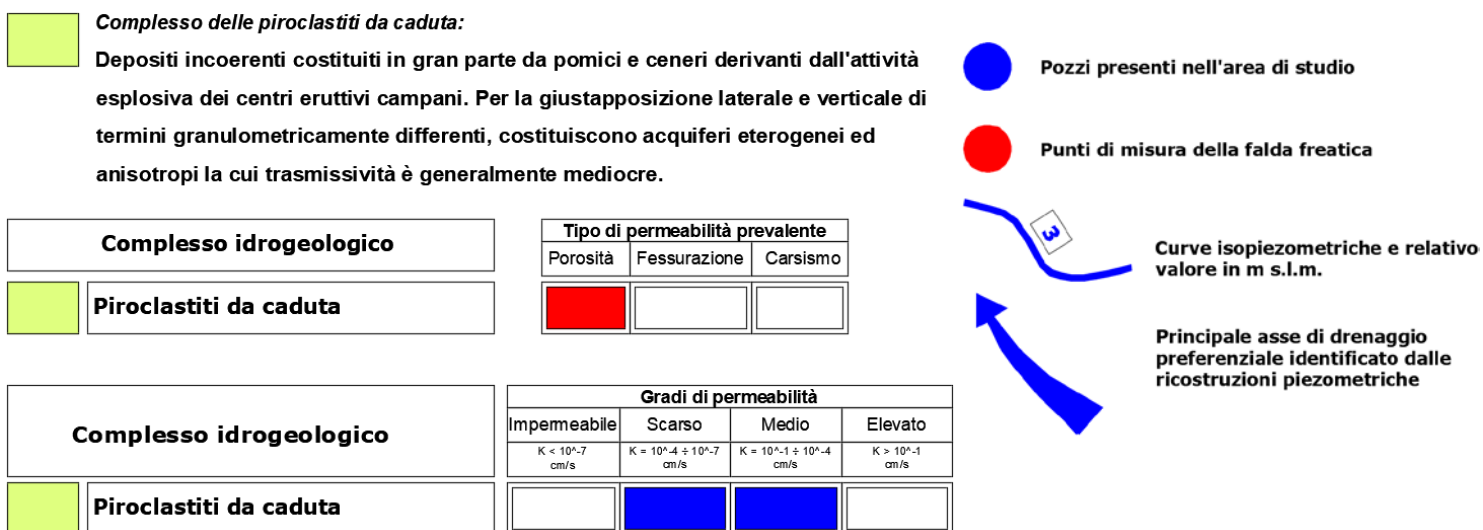 Complesso delle piroclastiti da caduta:
Depositi incoerenti costituiti in gran parte da pomici e ceneri derivanti dall'attività
esplosiva dei centri eruttivi campani. Per la giustapposizione laterale e verticale di
termini granulometricamente differenti, costituiscono acquiferi eterogenei ed
anisotropi la cui trasmissività è generalmente mediocre.
Complesso idrogeologico
Piroclastiti da caduta
Tipo di permeabilità prevalente
Porosità Fessurazione Carsismo
Complesso idrogeologico
Piroclastiti da caduta
Gradi di permeabilità
Impermeabile Scarso Medio Elevato
K < 10^-7 K = 10^-4 ÷ 10^-7 K = 10^-1 ÷ 10^-4 K > 10^-1
cm/s cm/s cm/s cm/s
Pozzi presenti nell'area di studio
Punti di misura della falda freatica
3
Curve isopiezometriche e relativo
valore in m s.l.m.
Principale asse di drenaggio
preferenziale identificato dalle
ricostruzioni piezometriche